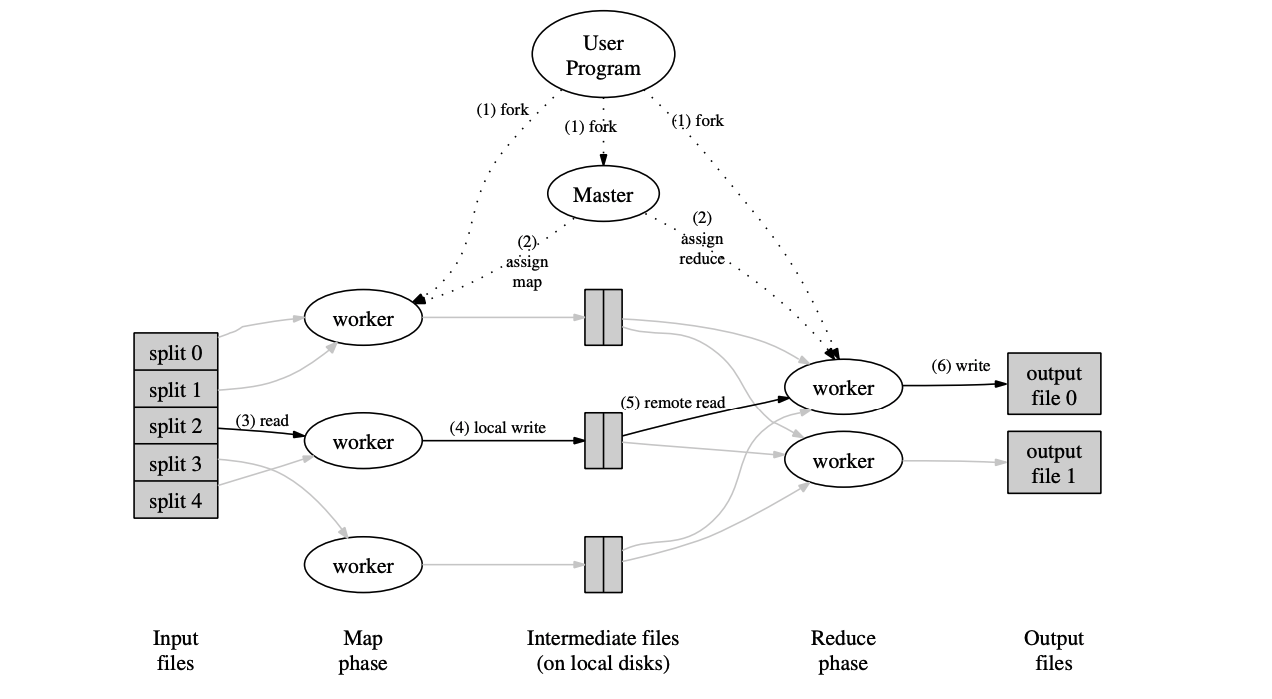 User
Program
(1) fork
(1) fork
(1) fork
Master
(2)
assign
map
(2)
assign
reduce
split 0
split 1
split 2
split 3
split 4
(3) read
worker
worker
worker
(4) local write
(5) remote read
worker
worker
(6) write
output
file 0
output
file 1
Input
files
Map
phase
Intermediate files
(on local disks)
Reduce
phase
Output
files